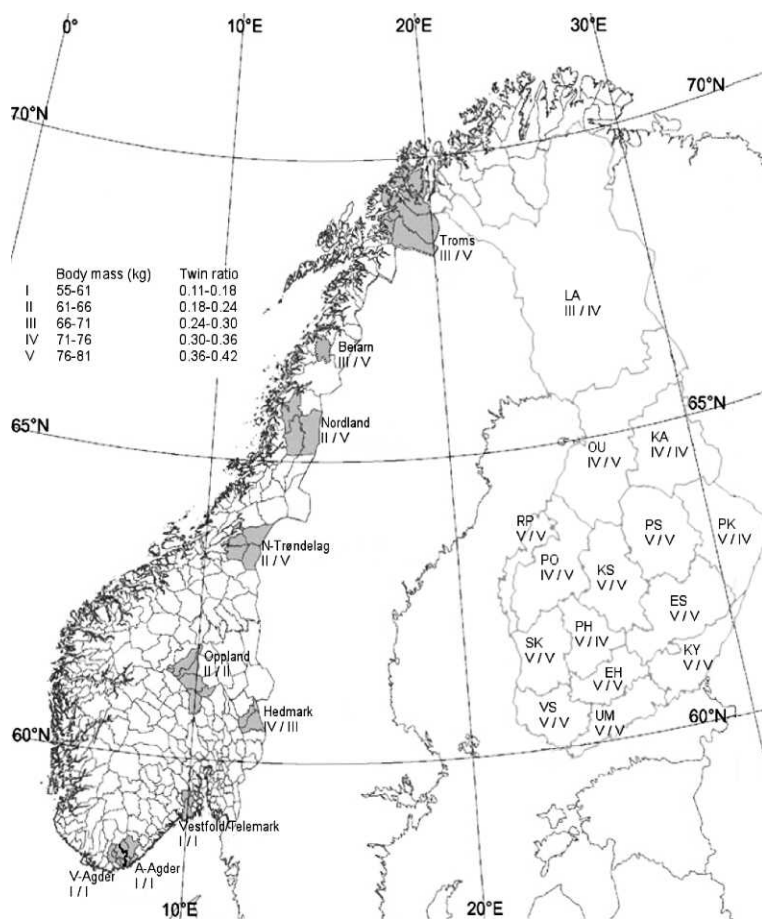 0°
10°E
20°E
30°E
70°N
70°N
Troms
III / V
Body mass (kg) Twin ratio
I 55-61 0.11-0.18
II 61-66 0.18-0.24
III 66-71 0.24-0.30
IV 71-76 0.30-0.36
V 76-81 0.36-0.42
LA
III / IV
Beiarn
III / V
65°N
65°N
Nordland
II / V
OU
IV / V
KA
IV / IV
RP
V / V
PS
V / V
PK
V / IV
N-Trøndelag
II / V
PO
IV / V
KS
V / V
ES
V / V
Oppland
II / II
SK
V / V
PH
V / IV
KY
V / V
EH
V / V
Hedmark
IV / III
VS
V / V
UM
V / V
60°N
60°N
Vestfold/Telemark
I / I
V-Agder
I / I
A-Agder
I / I
10°E
20°E